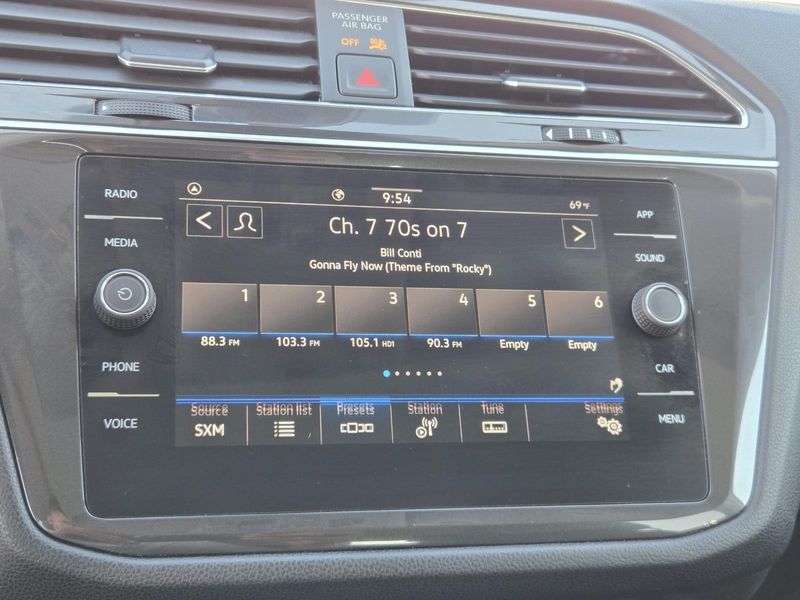 PASSENGER
AIR BAG
OFF
RADIO
MEDIA
PHONE
VOICE
9:54
69°F
Ch. 7 70s on 7
Bill Conti
Gonna Fly Now (Theme From "Rocky")
1 2 3 4 5 6
88.3 FM 103.3 FM 105.1 HD1 90.3 FM Empty Empty
Source Station list Presets Station Tune Settings
SXM
APP
SOUND
CAR
MENU